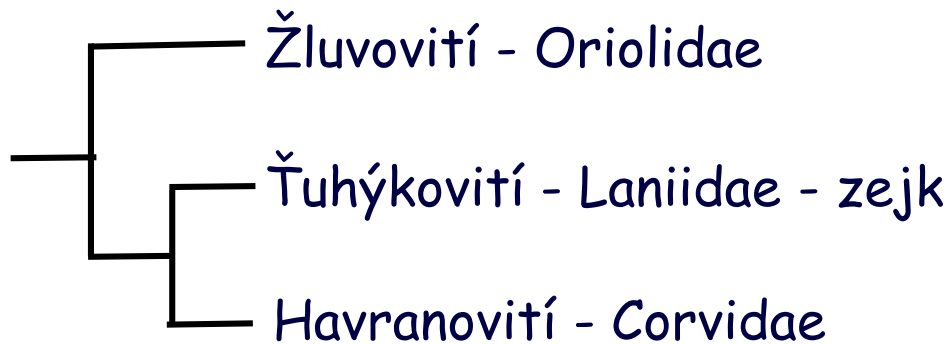 Žluvovití - Oriolidae
Ťuhýkovití - Laniidae - zejk
Havranovití - Corvidae